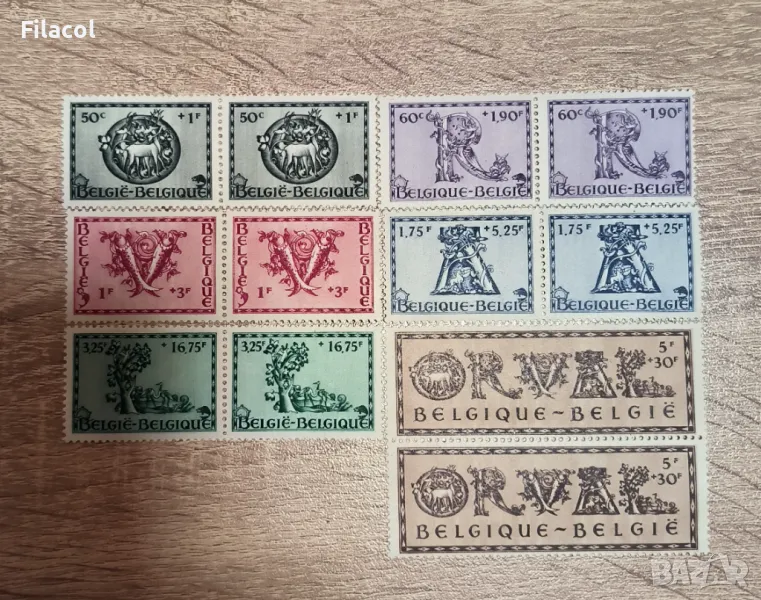 Filacol
50C +1F 50C +1F
BELGIË-BELGIQUE BELGIË-BELGIQUE
60C +1,90F 60C +1,90F
R R
BELGIË-BELGIQUE BELGIË-BELGIQUE
BELGIË V BELGIQUE BELGIË V BELGIQUE
1F +3F 1F +3F
1,75F +5,25F 1,75F +5,25F
A A
BELGIQUE-BELGIË BELGIQUE-BELGIË
3,25F +16,75F 3,25F +16,75F
BELGIË-BELGIQUE BELGIË-BELGIQUE
5F
+30F
ORVAL
BELGIQUE~BELGIË
5F
+30F
ORVAL
BELGIQUE~BELGIË
BAZAR